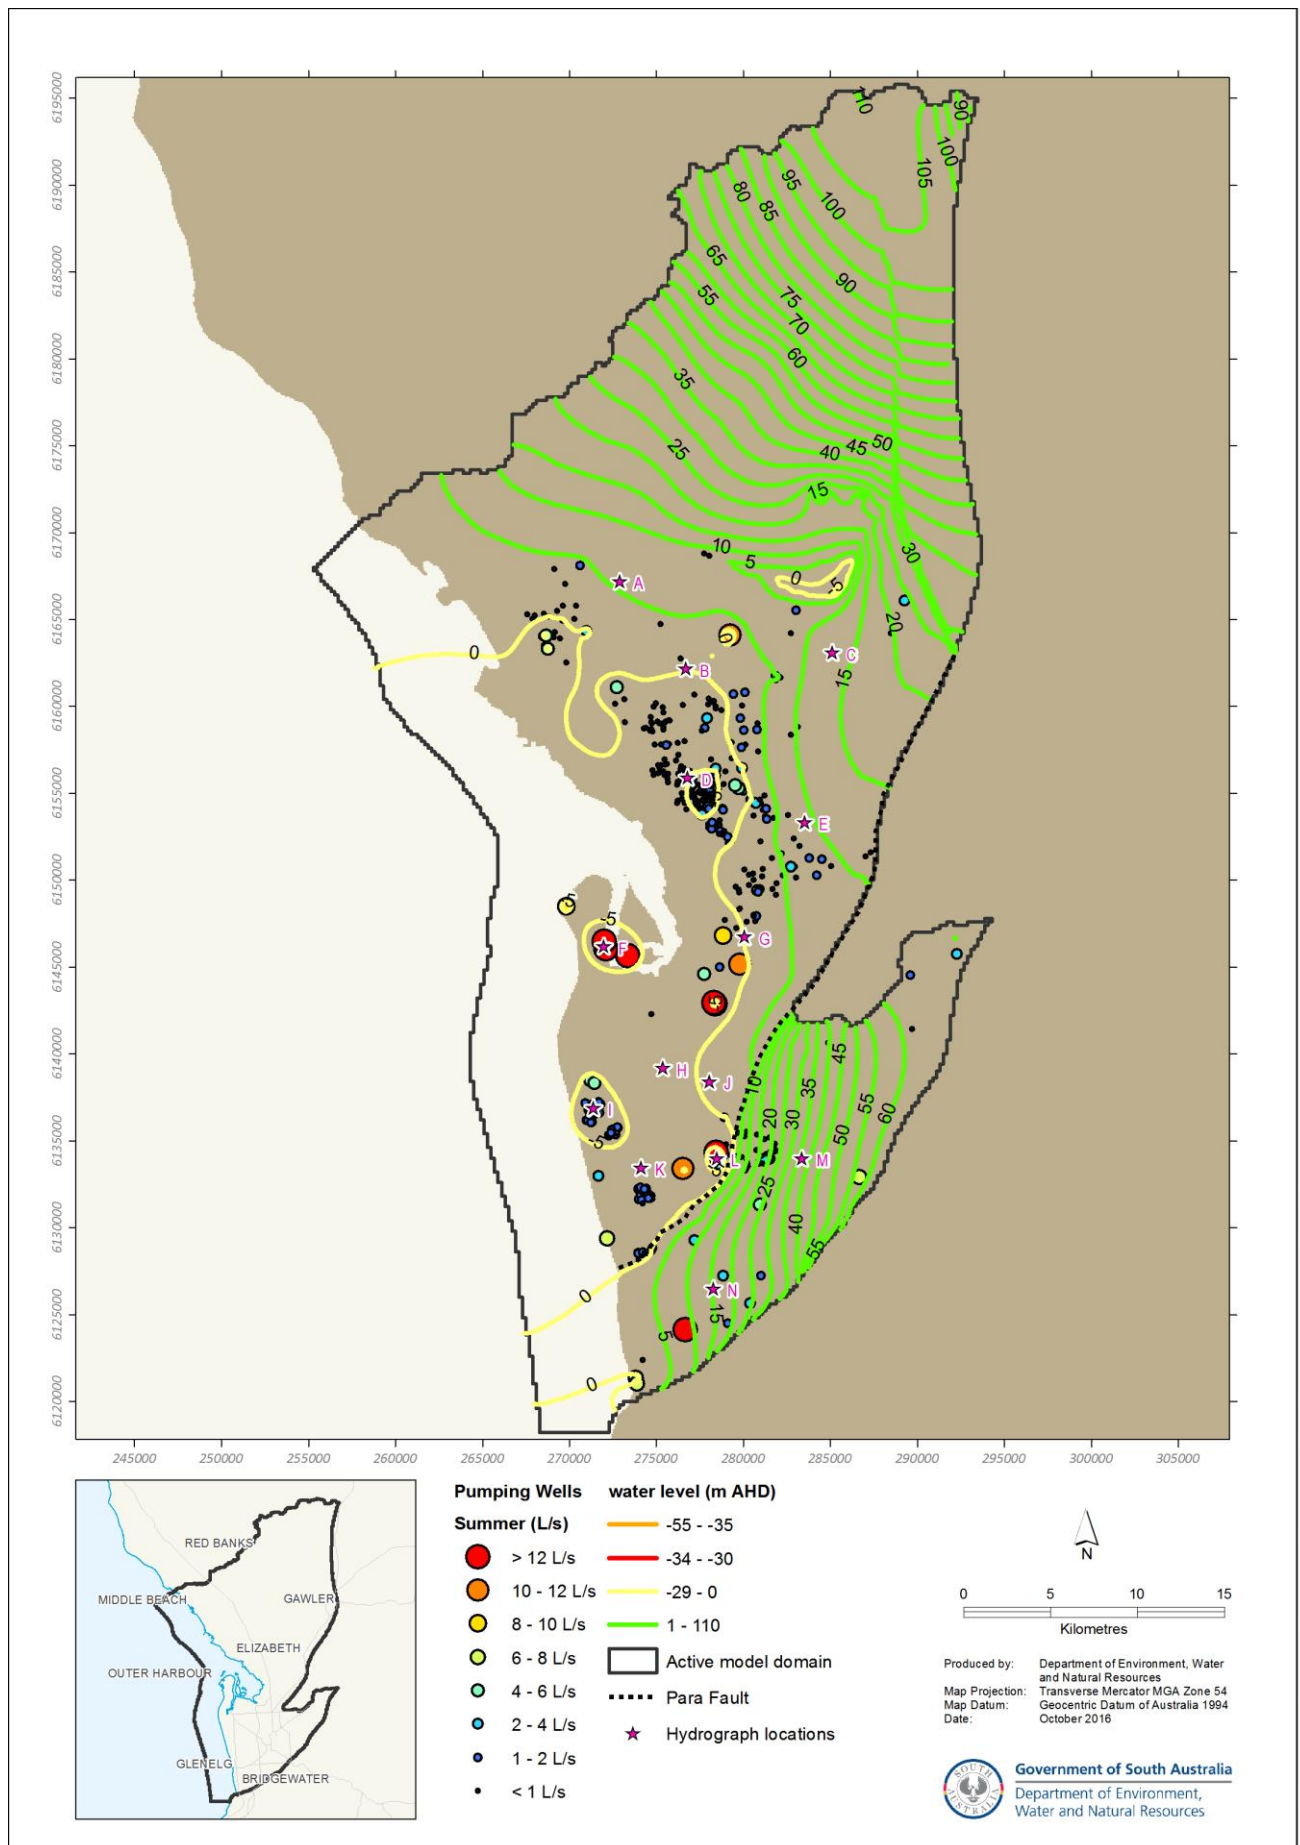 6195000
6190000
6185000
6180000
6175000
6170000
6165000
6160000
6155000
6150000
6145000
6140000
6135000
6130000
6125000
6120000
245000 250000 255000 260000 265000 270000 275000 280000 285000 290000 295000 300000 305000
110
90
100
105
95
80
85
100
65
90
55
75
70
60
35
50
45
25
40
15
10
30
5
0
-5
A
20
0
0
C
B
15
D
E
-5
-5
G
F
45
H
J
10
35
I
20
30
55
60
50
-5
K
L
M
25
40
55
N
0
15
5
0
RED BANKS
MIDDLE BEACH
GAWLER
ELIZABETH
OUTER HARBOUR
GLENELG
BRIDGEWATER
Pumping Wells
Summer (L/s)
> 12 L/s
10 - 12 L/s
8 - 10 L/s
6 - 8 L/s
4 - 6 L/s
2 - 4 L/s
1 - 2 L/s
< 1 L/s
water level (m AHD)
-55 - -35
-34 - -30
-29 - 0
1 - 110
Active model domain
Para Fault
Hydrograph locations
N
0 5 10 15
Kilometres
Produced by: Department of Environment, Water
and Natural Resources
Map Projection: Transverse Mercator MGA Zone 54
Map Datum: Geocentric Datum of Australia 1994
Date: October 2016
SOUTH
AUSTRALIA
Government of South Australia
Department of Environment,
Water and Natural Resources